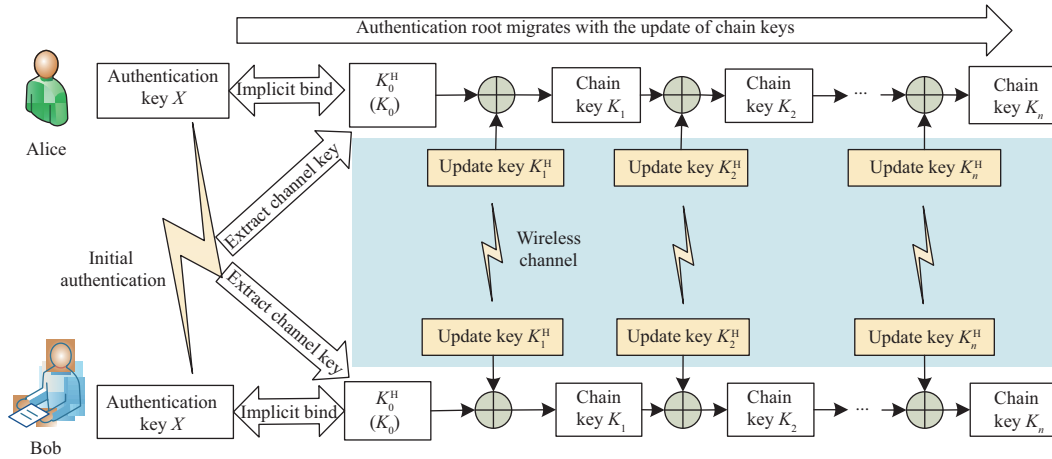 Authentication root migrates with the update of chain keys
Authentication
key X
Implicit bind
K₀ᴴ
(K₀)
Chain
key K₁
Chain
key K₂
...
Chain
key Kₙ
Alice
Extract channel key
Update key K₁ᴴ
Update key K₂ᴴ
Update key Kₙᴴ
Initial
authentication
Wireless
channel
Extract channel key
Update key K₁ᴴ
Update key K₂ᴴ
Update key Kₙᴴ
Authentication
key X
Implicit bind
K₀ᴴ
(K₀)
Chain
key K₁
Chain
key K₂
...
Chain
key Kₙ
Bob